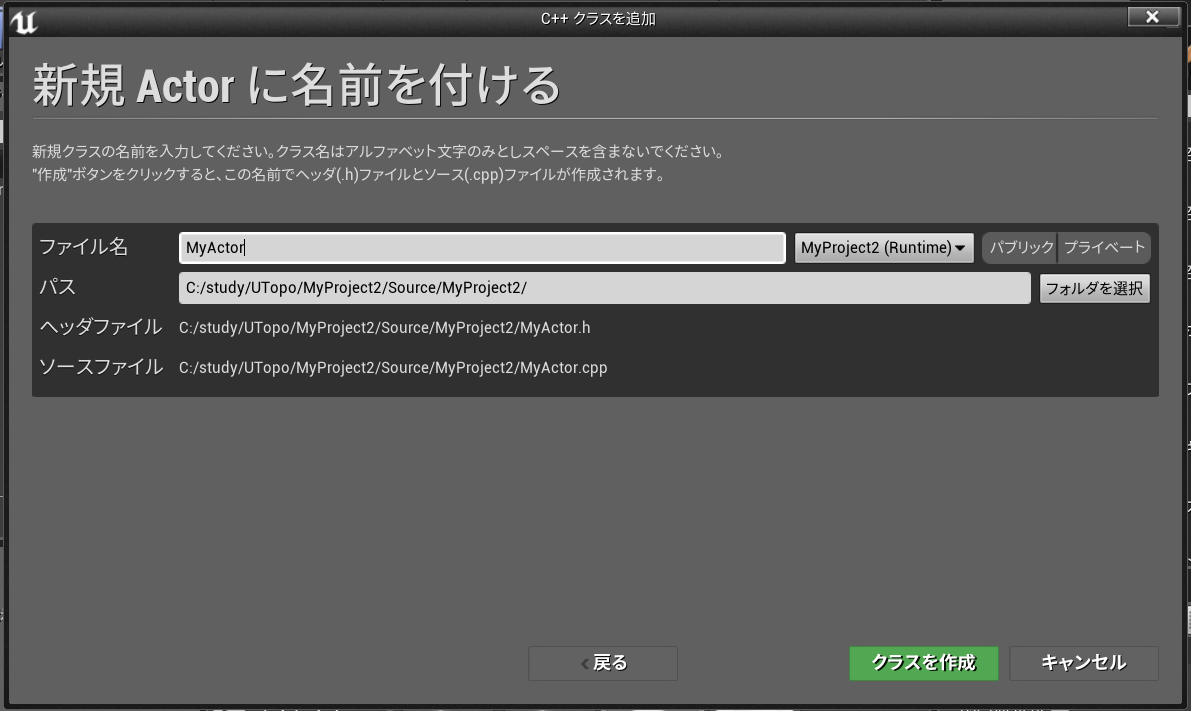 C++ クラスを追加
新規 Actor に名前を付ける
新規クラスの名前を入力してください。クラス名はアルファベット文字のみとしスペースを含まないでください。
"作成"ボタンをクリックすると、この名前でヘッダ(.h)ファイルとソース(.cpp)ファイルが作成されます。
ファイル名 MyActor MyProject2 (Runtime) パブリック プライベート
パス C:/study/UTopo/MyProject2/Source/MyProject2/ フォルダを選択
ヘッダファイル C:/study/UTopo/MyProject2/Source/MyProject2/MyActor.h
ソースファイル C:/study/UTopo/MyProject2/Source/MyProject2/MyActor.cpp
戻る クラスを作成 キャンセル